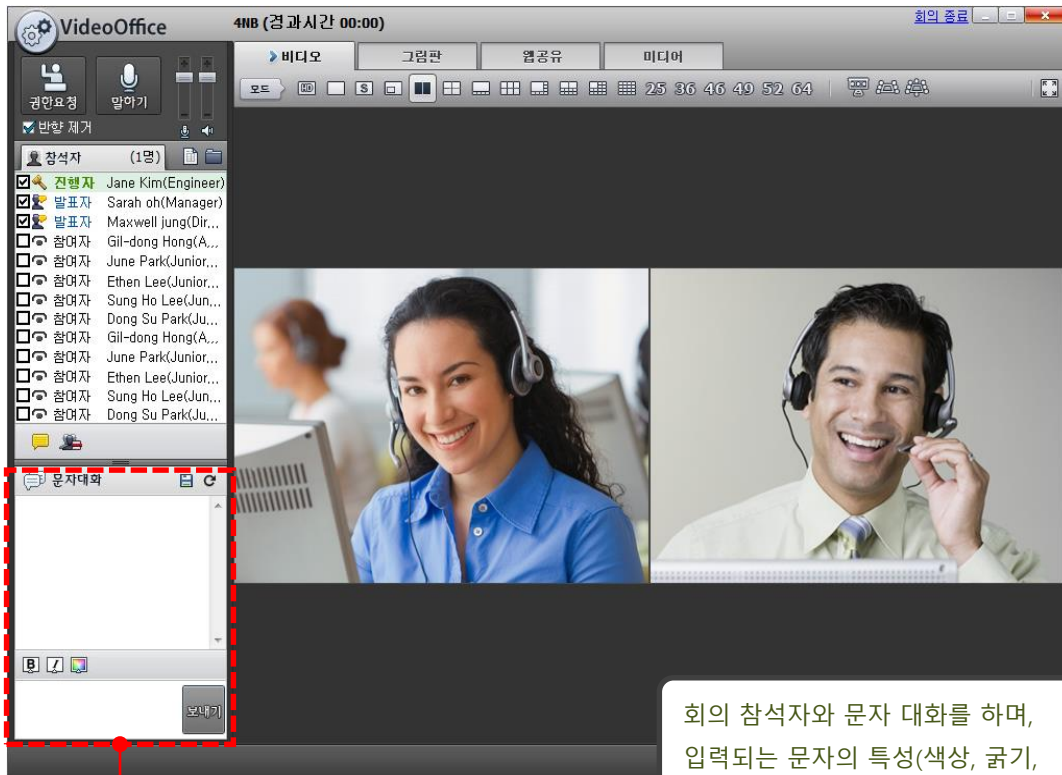 VideoOffice
4NB (경과시간 00:00)
회의 종료
비디오
그림판
웹공유
미디어
권한요청
말하기
모드
S
25 36 46 49 52 64
반향 제거
참석자 (1명)
진행자 Jane Kim(Engineer)
발표자 Sarah oh(Manager)
발표자 Maxwell jung(Dir...
참여자 Gil-dong Hong(A...
참여자 June Park(Junior...
참여자 Ethen Lee(Junior...
참여자 Sung Ho Lee(Jun...
참여자 Dong Su Park(Ju...
참여자 Gil-dong Hong(A...
참여자 June Park(Junior...
참여자 Ethen Lee(Junior...
참여자 Sung Ho Lee(Jun...
참여자 Dong Su Park(Ju...
문자대화
B I
보내기
회의 참석자와 문자 대화를 하며,
입력되는 문자의 특성(색상, 굵기,